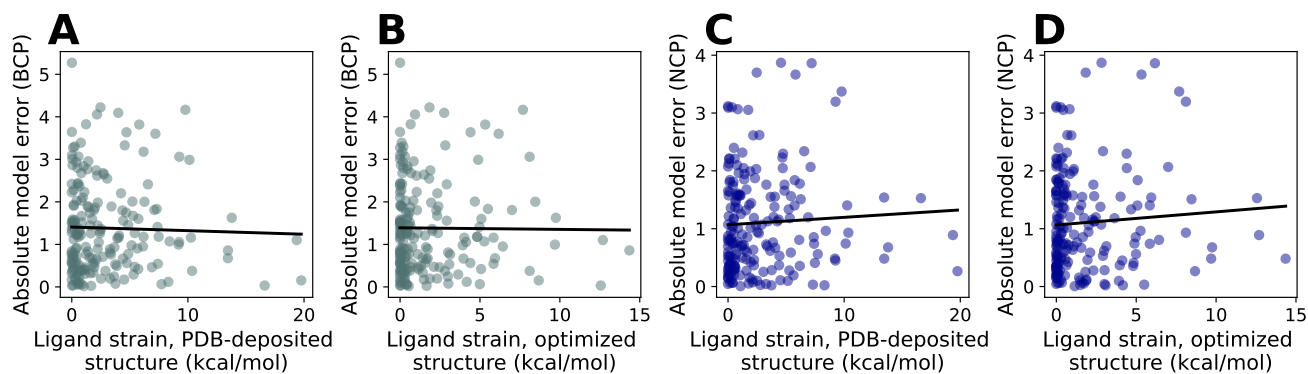 A
Absolute model error (BCP)
5
4
3
2
1
0
0
10
20
Ligand strain, PDB-deposited
structure (kcal/mol)
B
Absolute model error (BCP)
5
4
3
2
1
0
0
5
10
15
Ligand strain, optimized
structure (kcal/mol)
C
Absolute model error (NCP)
4
3
2
1
0
0
10
20
Ligand strain, PDB-deposited
structure (kcal/mol)
D
Absolute model error (NCP)
4
3
2
1
0
0
5
10
15
Ligand strain, optimized
structure (kcal/mol)